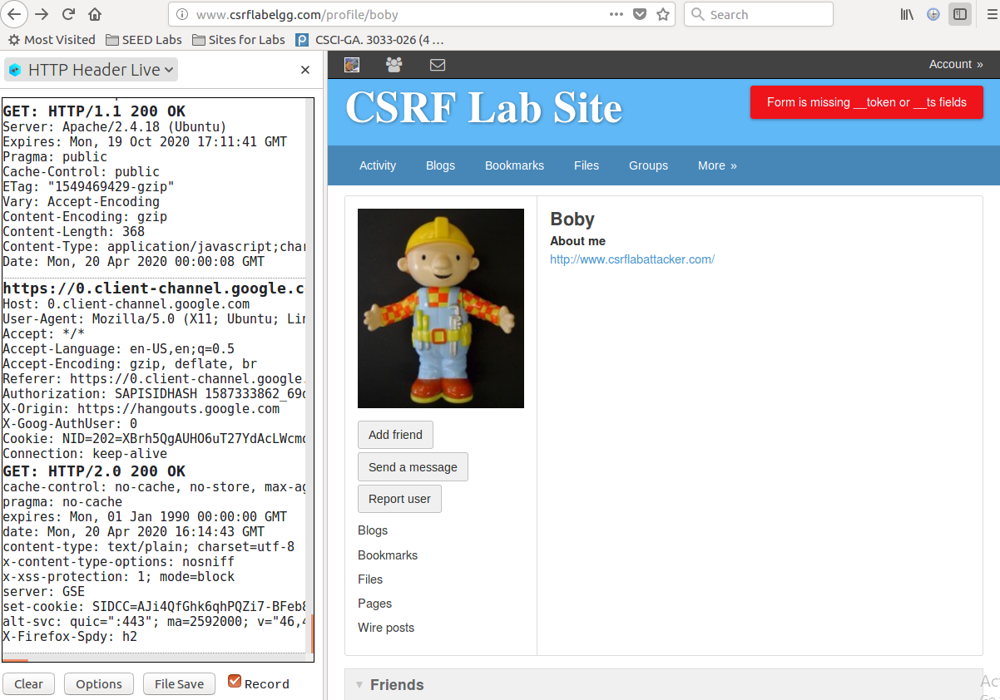 www.csrflabelgg.com/profile/boby
Search
Most Visited SEED Labs Sites for Labs CSCI-GA. 3033-026 (4 …
HTTP Header Live
GET: HTTP/1.1 200 OK
Server: Apache/2.4.18 (Ubuntu)
Expires: Mon, 19 Oct 2020 17:11:41 GMT
Pragma: public
Cache-Control: public
ETag: "1549469429-gzip"
Vary: Accept-Encoding
Content-Encoding: gzip
Content-Length: 368
Content-Type: application/javascript;char
Date: Mon, 20 Apr 2020 00:00:08 GMT
https://0.client-channel.google.c
Host: 0.client-channel.google.com
User-Agent: Mozilla/5.0 (X11; Ubuntu; Lin
Accept: */*
Accept-Language: en-US,en;q=0.5
Accept-Encoding: gzip, deflate, br
Referer: https://0.client-channel.google.
Authorization: SAPISIDHASH 1587333862_69
X-Origin: https://hangouts.google.com
X-Goog-AuthUser: 0
Cookie: NID=202=XBrh5QgAUHO6uT27YdAcLWcm
Connection: keep-alive
GET: HTTP/2.0 200 OK
cache-control: no-cache, no-store, max-ag
pragma: no-cache
expires: Mon, 01 Jan 1990 00:00:00 GMT
date: Mon, 20 Apr 2020 16:14:43 GMT
content-type: text/plain; charset=utf-8
x-content-type-options: nosniff
x-xss-protection: 1; mode=block
server: GSE
set-cookie: SIDCC=AJi4QfGhk6qhPQZi7-BFeb8
alt-svc: quic=":443"; ma=2592000; v="46,4
X-Firefox-Spdy: h2
Clear Options File Save Record
Account »
CSRF Lab Site
Form is missing __token or __ts fields
Activity Blogs Bookmarks Files Groups More »
Boby
About me
http://www.csrflabattacker.com/
Add friend
Send a message
Report user
Blogs
Bookmarks
Files
Pages
Wire posts
Friends